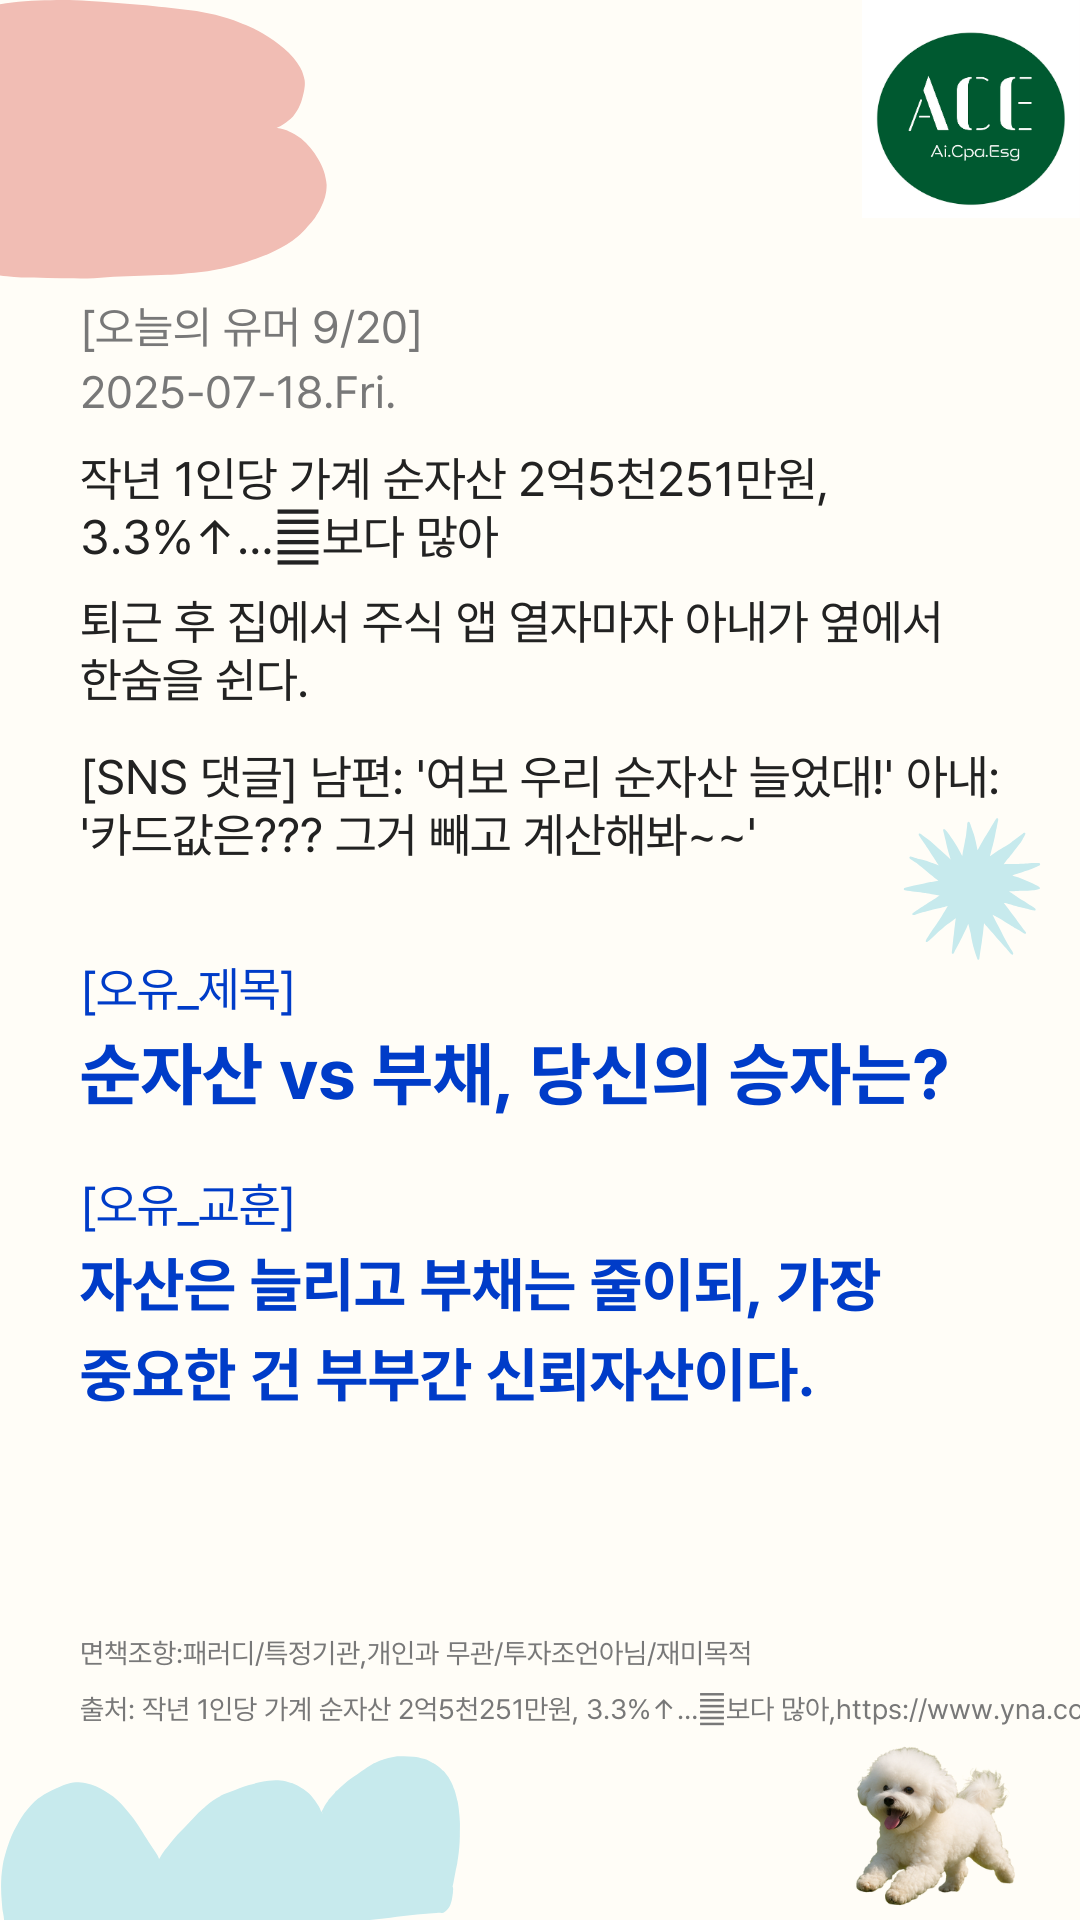 ACE
Ai.Cpa.Esg
[오늘의 유머 9/20]
2025-07-18.Fri.
작년 1인당 가계 순자산 2억5천251만원,
3.3%↑…보다 많아
퇴근 후 집에서 주식 앱 열자마자 아내가 옆에서
한숨을 쉰다.
[SNS 댓글] 남편: '여보 우리 순자산 늘었대!' 아내:
'카드값은??? 그거 빼고 계산해봐~~'
[오유_제목]
순자산 vs 부채, 당신의 승자는?
[오유_교훈]
자산은 늘리고 부채는 줄이되, 가장
중요한 건 부부간 신뢰자산이다.
면책조항:패러디/특정기관,개인과 무관/투자조언아님/재미목적
출처: 작년 1인당 가계 순자산 2억5천251만원, 3.3%↑…보다 많아,https://www.yna.co